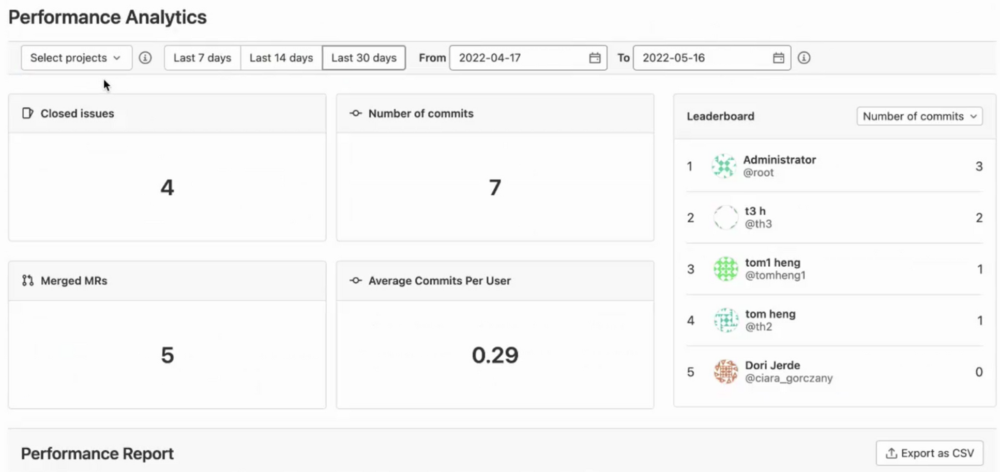 Performance Analytics
Select projects
Last 7 days
Last 14 days
Last 30 days
From
2022-04-17
To
2022-05-16
Closed issues
4
Number of commits
7
Merged MRs
5
Average Commits Per User
0.29
Leaderboard
Number of commits
1
Administrator
@root
3
2
t3 h
@th3
2
3
tom1 heng
@tomheng1
1
4
tom heng
@th2
1
5
Dori Jerde
@ciara_gorczany
0
Performance Report
Export as CSV